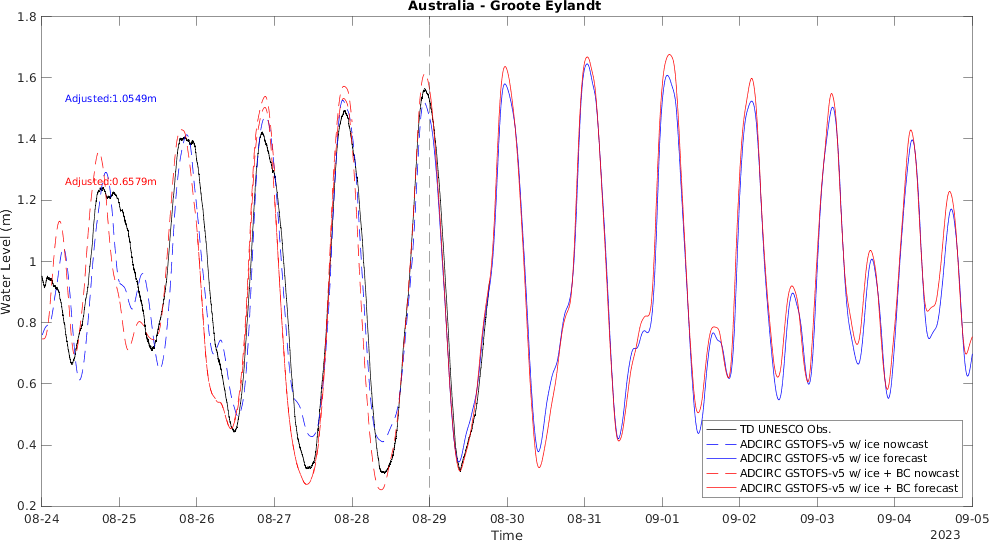 Australia - Groote Eylandt
Water Level (m)
1.8
1.6
1.4
1.2
1
0.8
0.6
0.4
0.2
Adjusted:1.0549m
Adjusted:0.6579m
TD UNESCO Obs.
ADCIRC GSTOFS-v5 w/ ice nowcast
ADCIRC GSTOFS-v5 w/ ice forecast
ADCIRC GSTOFS-v5 w/ ice + BC nowcast
ADCIRC GSTOFS-v5 w/ ice + BC forecast
08-24 08-25 08-26 08-27 08-28 08-29 08-30 08-31 09-01 09-02 09-03 09-04 09-05
Time
2023